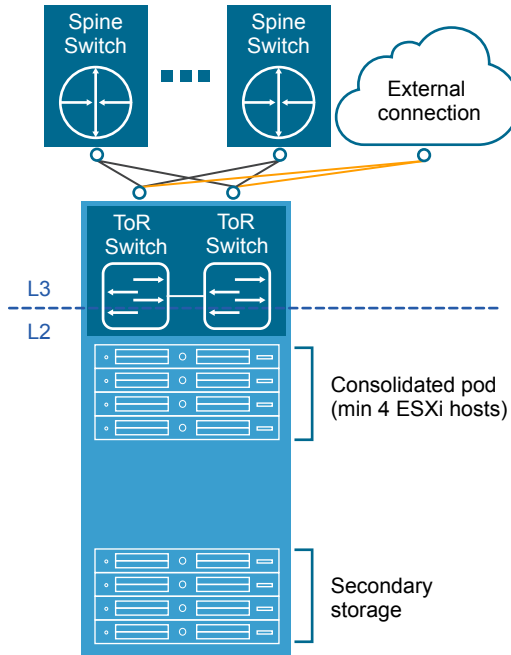 Spine
Switch
Spine
Switch
External
connection
ToR
Switch
ToR
Switch
L3
L2
Consolidated pod
(min 4 ESXi hosts)
Secondary
storage